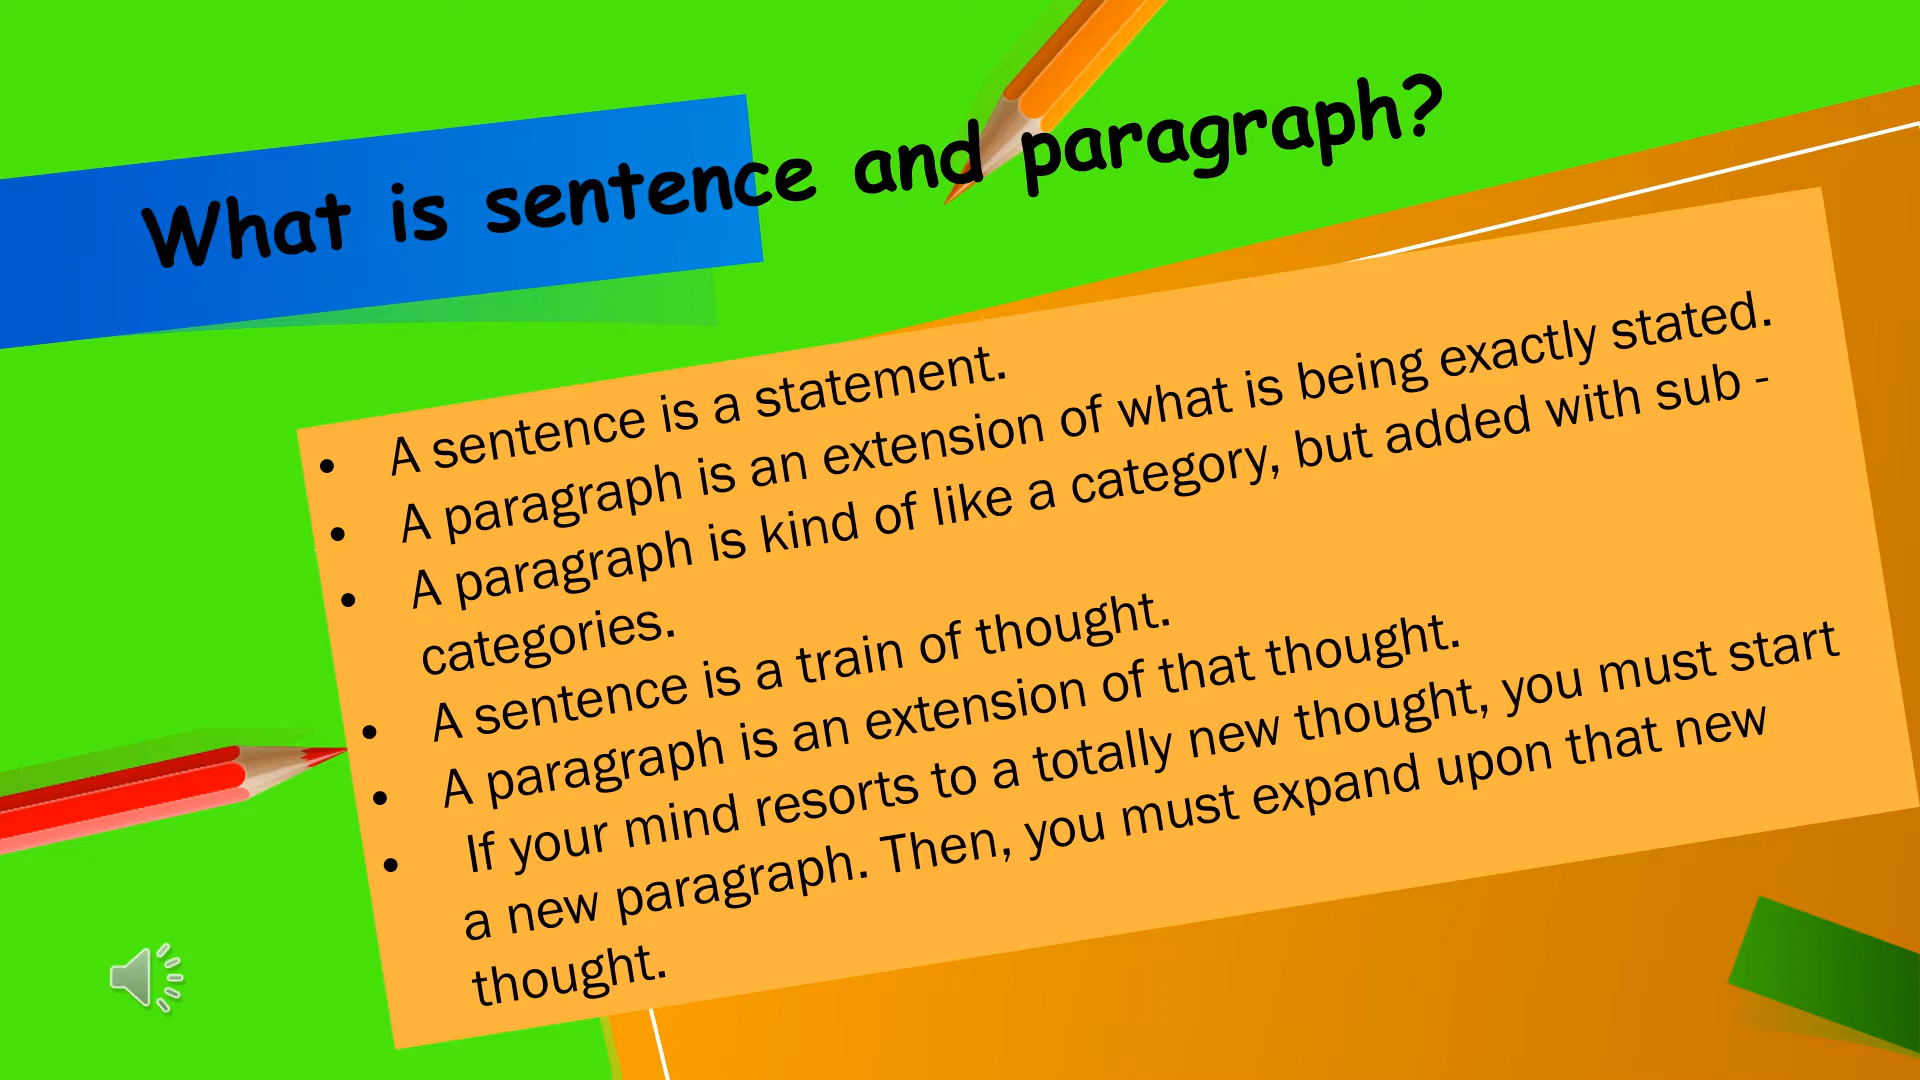 What is sentence and paragraph?
• A sentence is a statement.
• A paragraph is an extension of what is being exactly stated.
• A paragraph is kind of like a category, but added with sub -
categories.
• A sentence is a train of thought.
• A paragraph is an extension of that thought.
• If your mind resorts to a totally new thought, you must start
a new paragraph. Then, you must expand upon that new
thought.